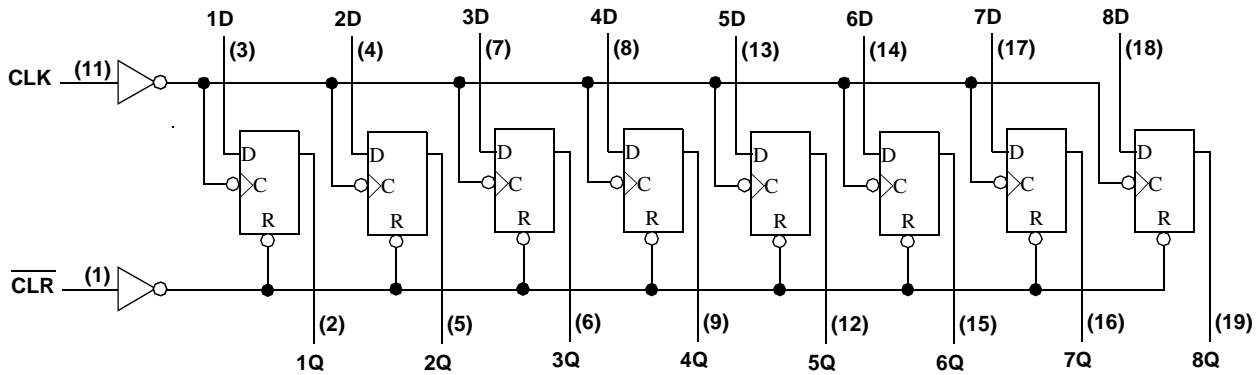 1D 2D 3D 4D 5D 6D 7D 8D
(3) (4) (7) (8) (13) (14) (17) (18)
CLK (11)
D D D D D D D D
C C C C C C C C
R R R R R R R R
CLR (1)
(2) (5) (6) (9) (12) (15) (16) (19)
1Q 2Q 3Q 4Q 5Q 6Q 7Q 8Q